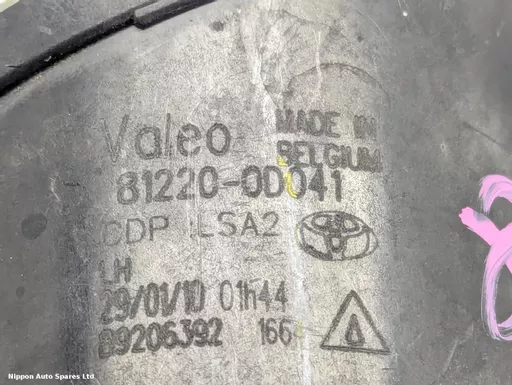 Valeo MADE IN
BELGIUM
81220-0D041
CDP LSA2
LH
29/01/10 01h44
89206392 166
Nippon Auto Spares Ltd